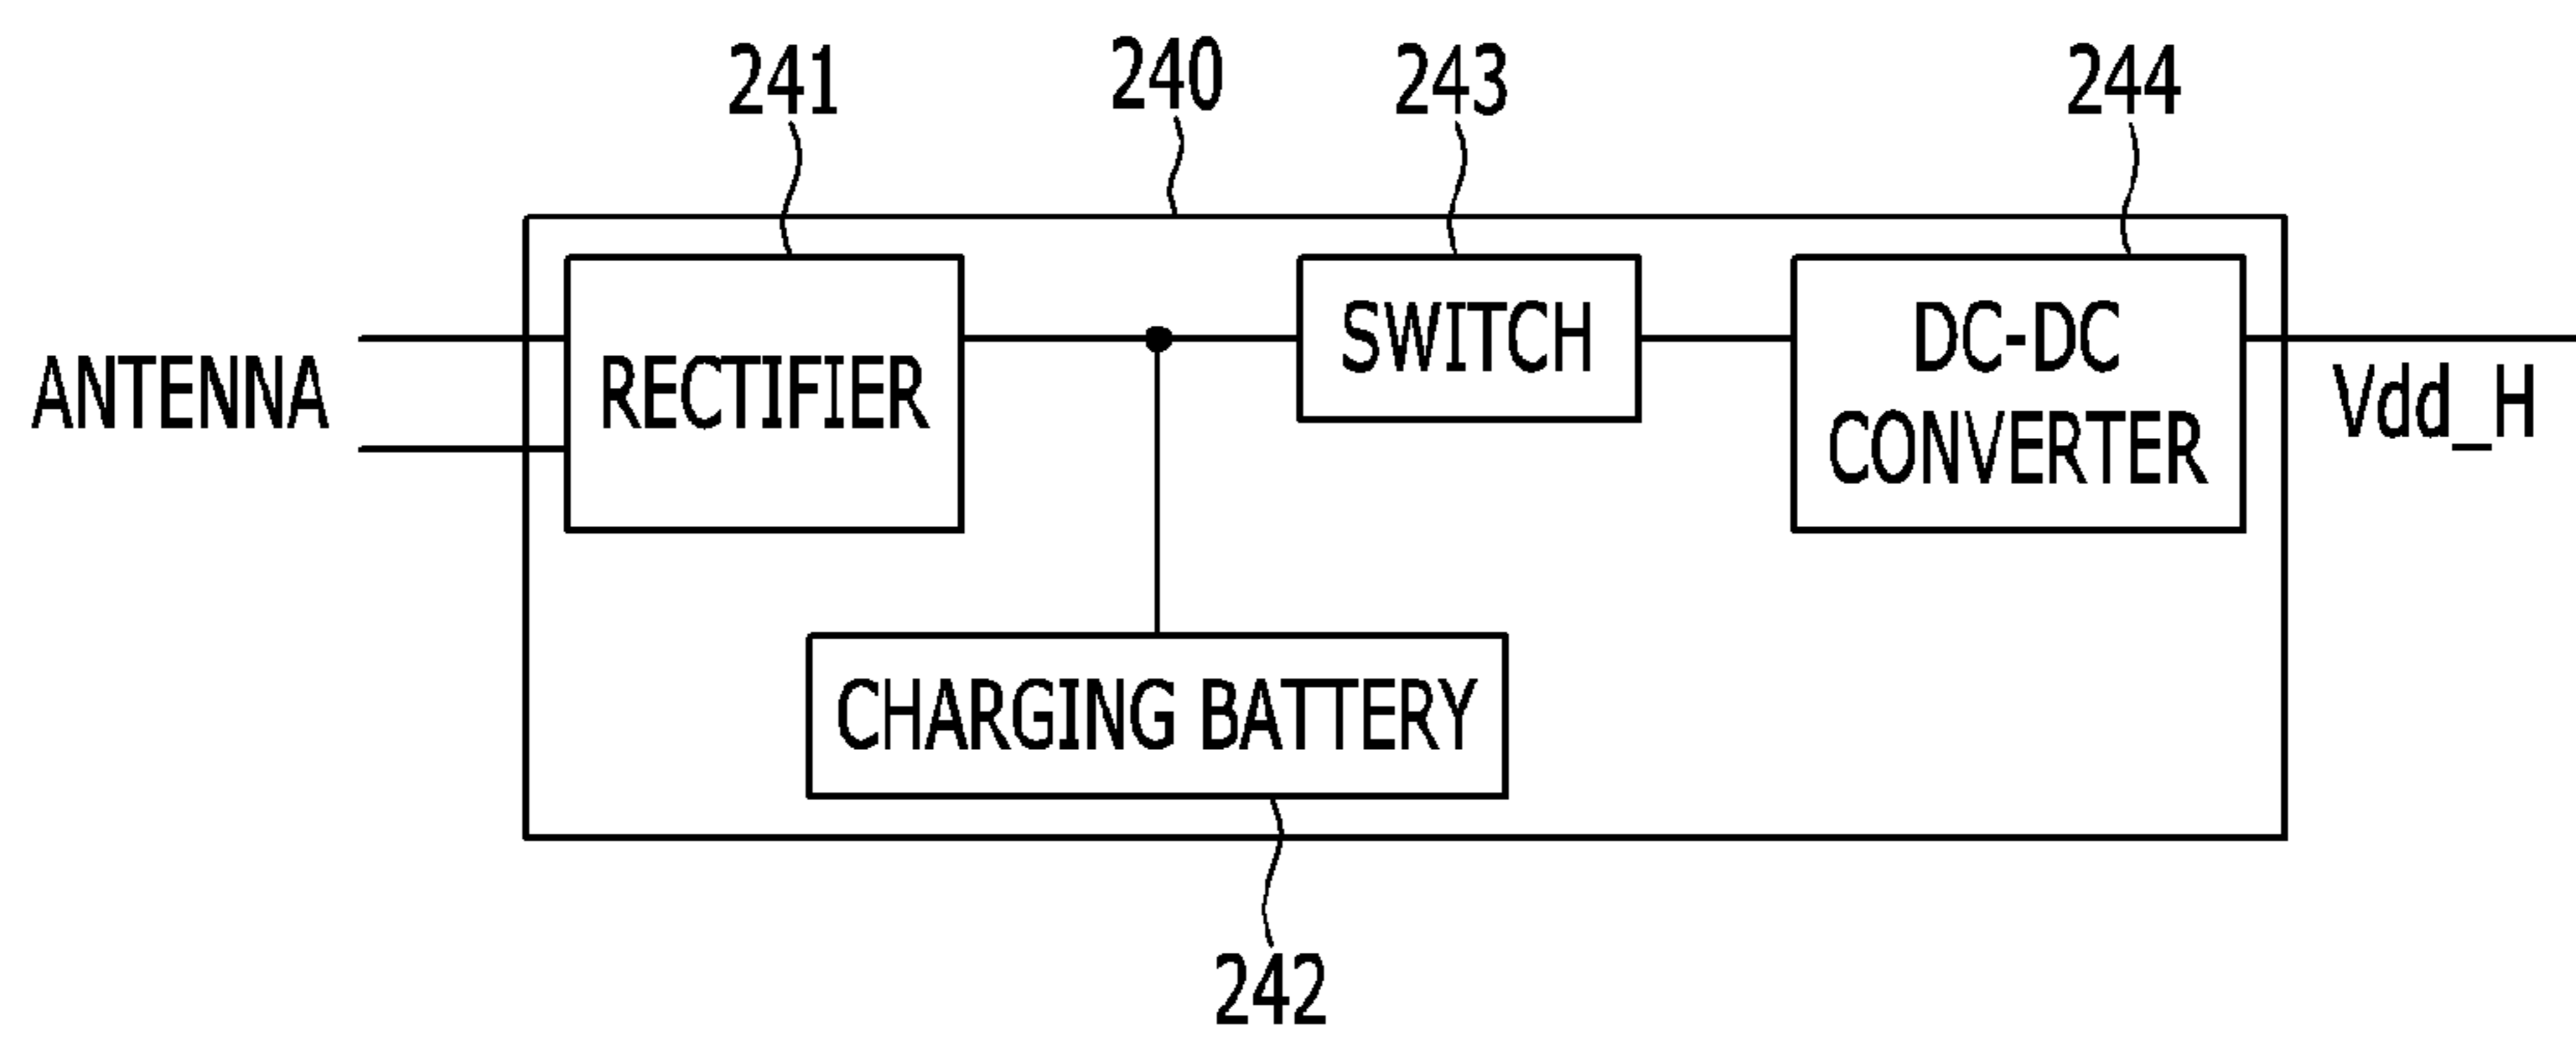 241
240
243
244
ANTENNA
RECTIFIER
SWITCH
DC-DC
CONVERTER
Vdd_H
CHARGING BATTERY
242